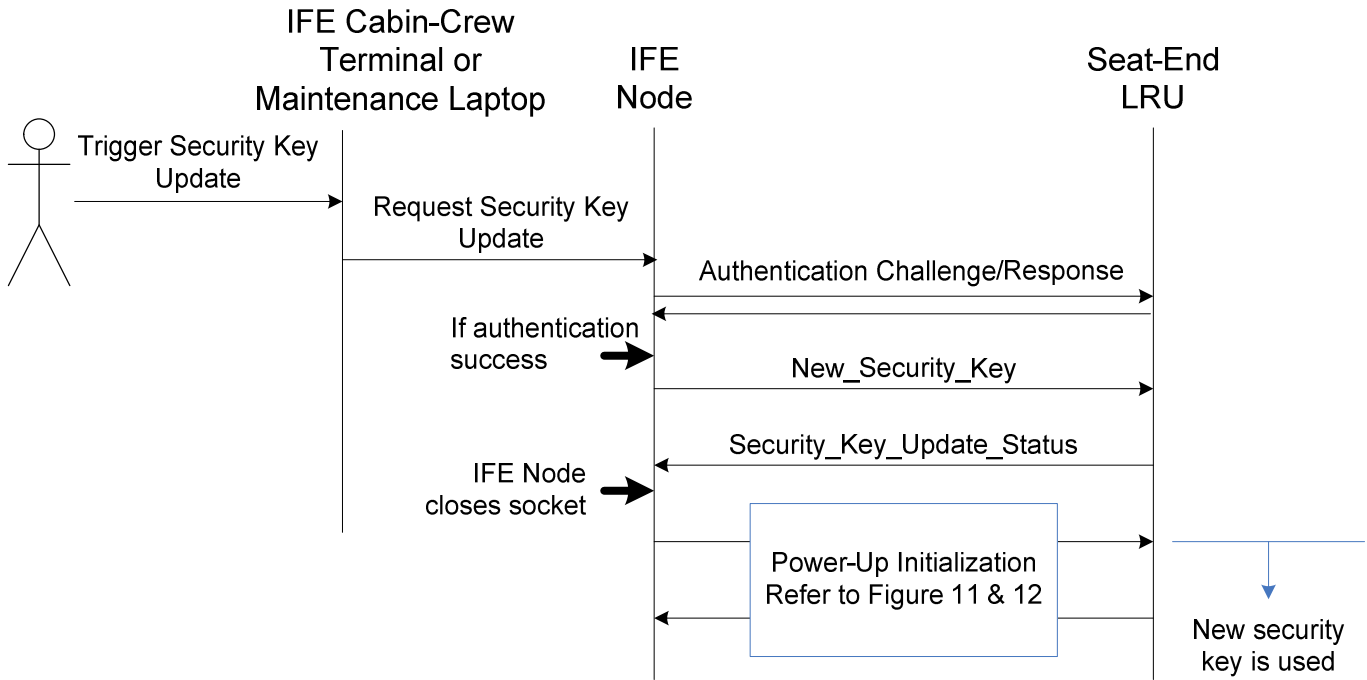 IFE Cabin-Crew
Terminal or
Maintenance Laptop
IFE
Node
Seat-End
LRU
Trigger Security Key
Update
Request Security Key
Update
Authentication Challenge/Response
If authentication
success
New_Security_Key
Security_Key_Update_Status
IFE Node
closes socket
Power-Up Initialization
Refer to Figure 11 & 12
New security
key is used